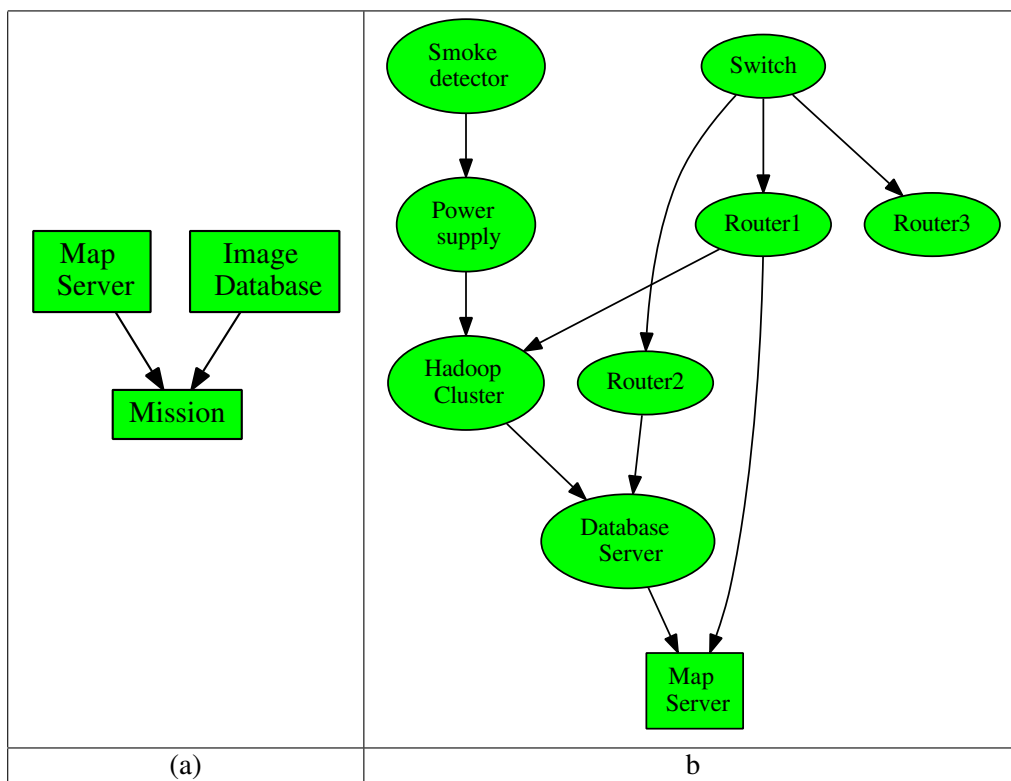 Map
Server
Image
Database
Mission
(a)
Smoke
detector
Switch
Power
supply
Router1
Router3
Hadoop
Cluster
Router2
Database
Server
Map
Server
b